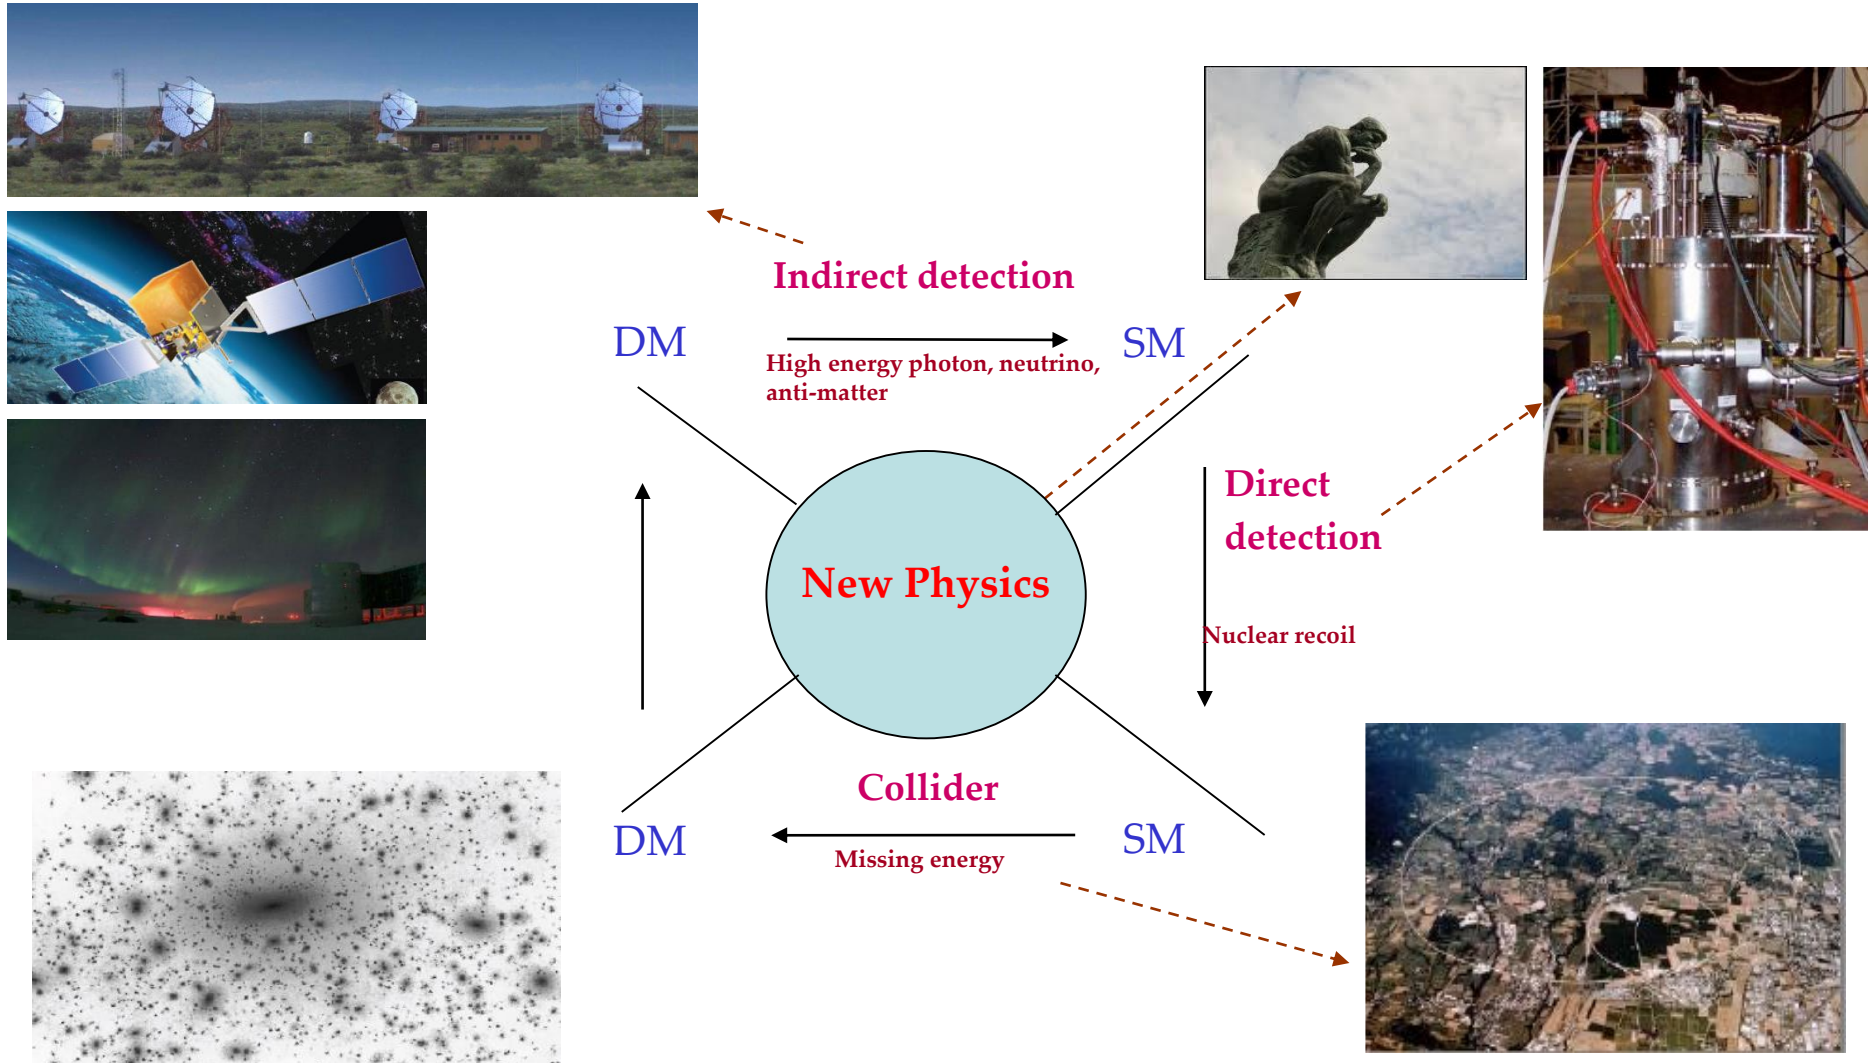 Indirect detection
DM
SM
High energy photon, neutrino,
anti-matter
Direct
detection
New Physics
Nuclear recoil
Collider
DM
SM
Missing energy